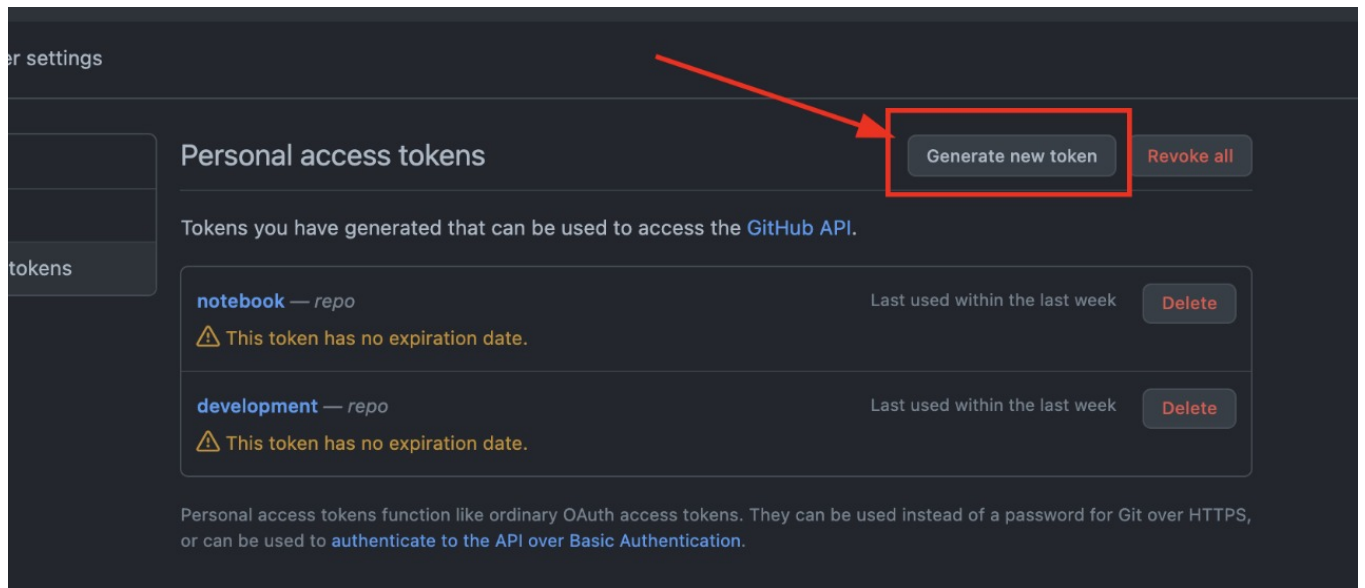 er settings
Personal access tokens
Generate new token
Revoke all
Tokens you have generated that can be used to access the GitHub API.
tokens
notebook — repo
Last used within the last week
Delete
This token has no expiration date.
development — repo
Last used within the last week
Delete
This token has no expiration date.
Personal access tokens function like ordinary OAuth access tokens. They can be used instead of a password for Git over HTTPS,
or can be used to authenticate to the API over Basic Authentication.